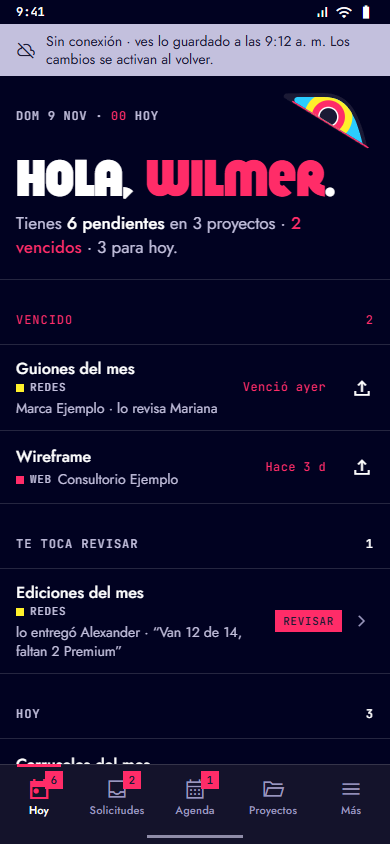 9:41
Sin conexión · ves lo guardado a las 9:12 a. m. Los
cambios se activan al volver.
DOM 9 NOV · 00 HOY
HOLA, WILMER.
Tienes 6 pendientes en 3 proyectos · 2
vencidos · 3 para hoy.
VENCIDO 2
Guiones del mes
REDES
Venció ayer
Marca Ejemplo · lo revisa Mariana
Wireframe
WEB Consultorio Ejemplo
Hace 3 d
TE TOCA REVISAR 1
Ediciones del mes
REDES
lo entregó Alexander · “Van 12 de 14,
faltan 2 Premium”
REVISAR
HOY 3
Carruseles del mes
6 2 1
Hoy Solicitudes Agenda Proyectos Más